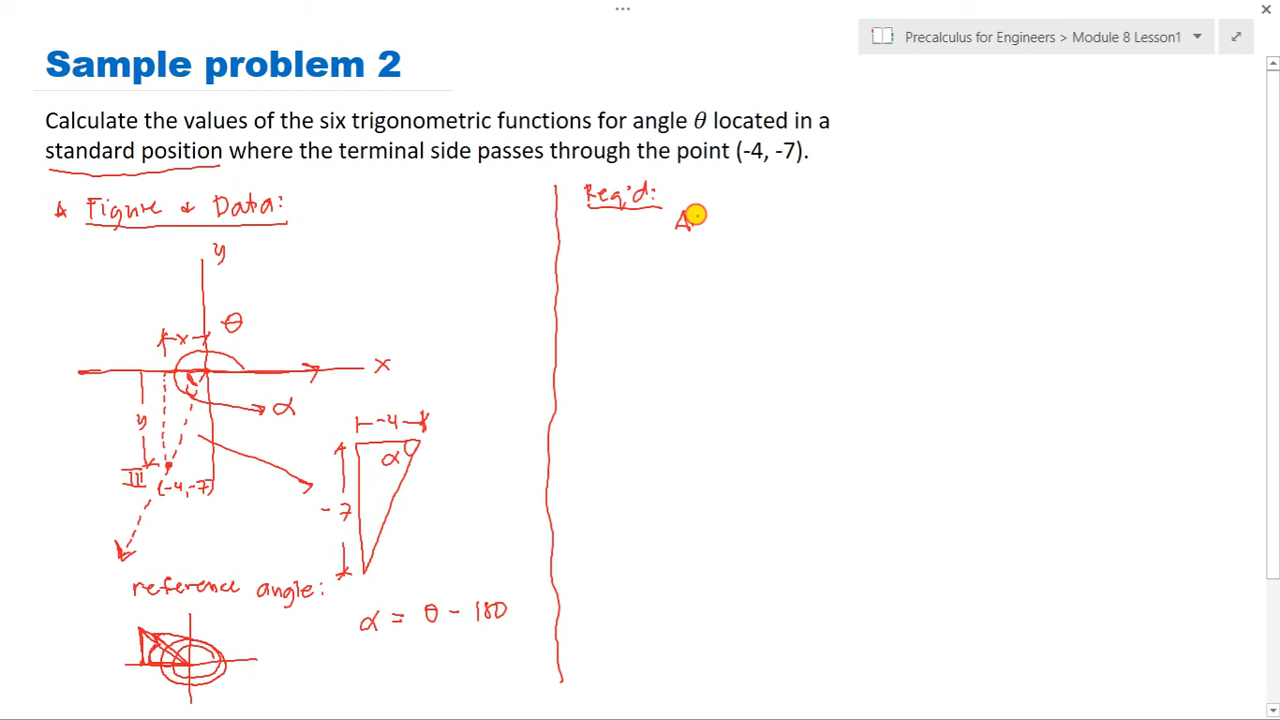 ...
Precalculus for Engineers > Module 8 Lesson1
Sample problem 2
Calculate the values of the six trigonometric functions for angle θ located in a
standard position where the terminal side passes through the point (-4, -7).
Figure & Data:
y
θ
x
x
α
y
III
(-4,-7)
-4
α
-7
reference angle:
α = θ - 180
Req'd:
A